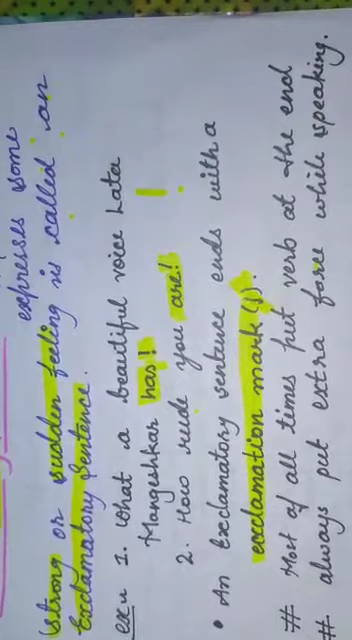 expresses some
strong or sudden feeling is called an
Exclamatory Sentence.
exu 1. What a beautiful voice Lata
Mangeshkar has! !
2. How rude you are!
• An Exclamatory sentence ends with a
exclamation mark (!).
# Most of all times put verb at the end
# always put extra force while speaking.